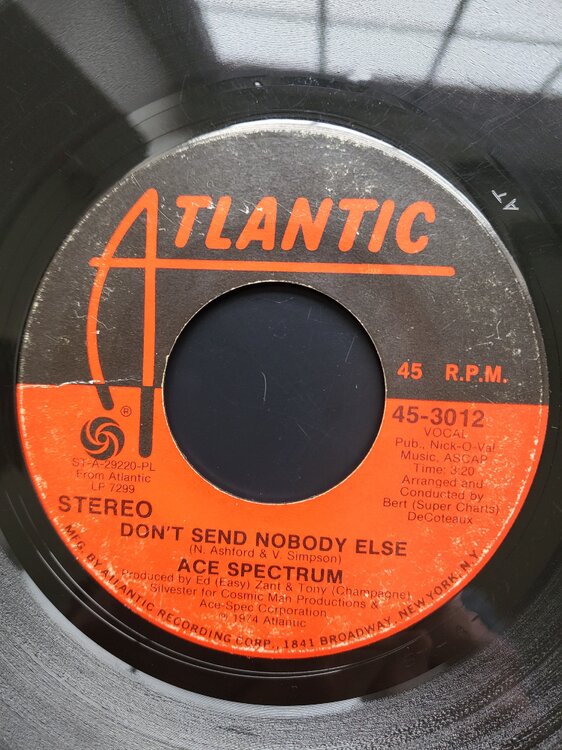 ATLANTIC
45 R.P.M.
®
45-3012
VOCAL
Pub., Nick-O-Val
Music, ASCAP
Time: 3:20
Arranged and
Conducted by
Bert (Super Charts)
DeCoteaux
ST-A-29220-PL
From Atlantic
LP 7299
STEREO
DON'T SEND NOBODY ELSE
(N. Ashford & V. Simpson)
ACE SPECTRUM
Produced by Ed (Easy) Zant & Tony (Champagne)
Silvester for Cosmic Man Productions &
Ace-Spec Corporation
℗ 1974 Atlantic
MFG. BY ATLANTIC RECORDING CORP., 1841 BROADWAY, NEW YORK, N.Y.
AT